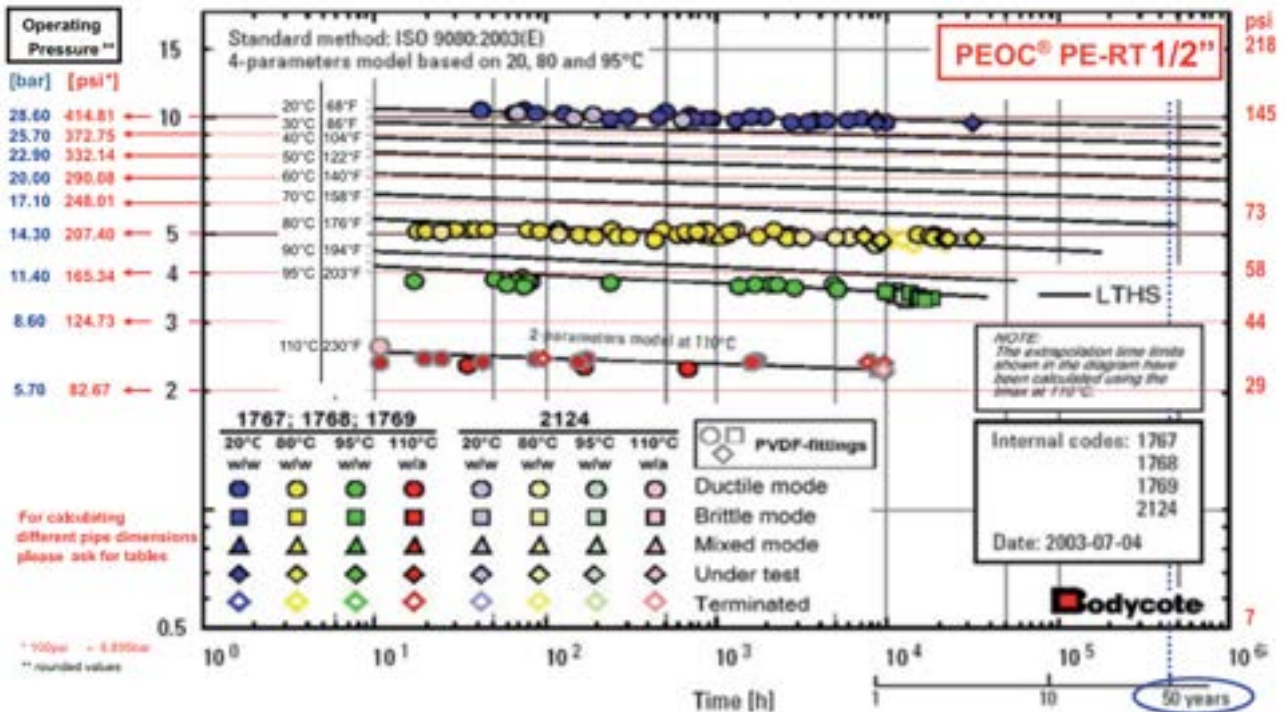 Operating
Pressure **
[bar] [psi*]
28.60 414.81
25.70 372.75
22.90 332.14
20.00 290.08
17.10 248.01
14.30 207.40
11.40 165.34
8.60 124.73
5.70 82.67
For calculating
different pipe dimensions
please ask for tables
* 100psi = 6.895bar
** rounded values
15
10
5
4
3
2
1
0.5
Standard method: ISO 9080:2003(E)
4-parameters model based on 20, 80 and 95°C
PEOC® PE-RT 1/2"
20°C 68°F
30°C 86°F
40°C 104°F
50°C 122°F
60°C 140°F
70°C 158°F
80°C 176°F
90°C 194°F
95°C 203°F
110°C 230°F
LTHS
2-parameters model at 110°C
NOTE:
The extrapolation time limits
shown in the diagram have
been calculated using the
tmax at 110°C.
1767; 1768; 1769 2124
20°C 80°C 95°C 110°C 20°C 80°C 95°C 110°C
w/w w/w w/w w/a w/w w/w w/w w/a
PVDF-fittings
Ductile mode
Brittle mode
Mixed mode
Under test
Terminated
Internal codes: 1767
1768
1769
2124
Date: 2003-07-04
Bodycote
psi
218
145
73
58
44
29
7
10⁰ 10¹ 10² 10³ 10⁴ 10⁵ 10⁶
Time [h]
1 10 50 years